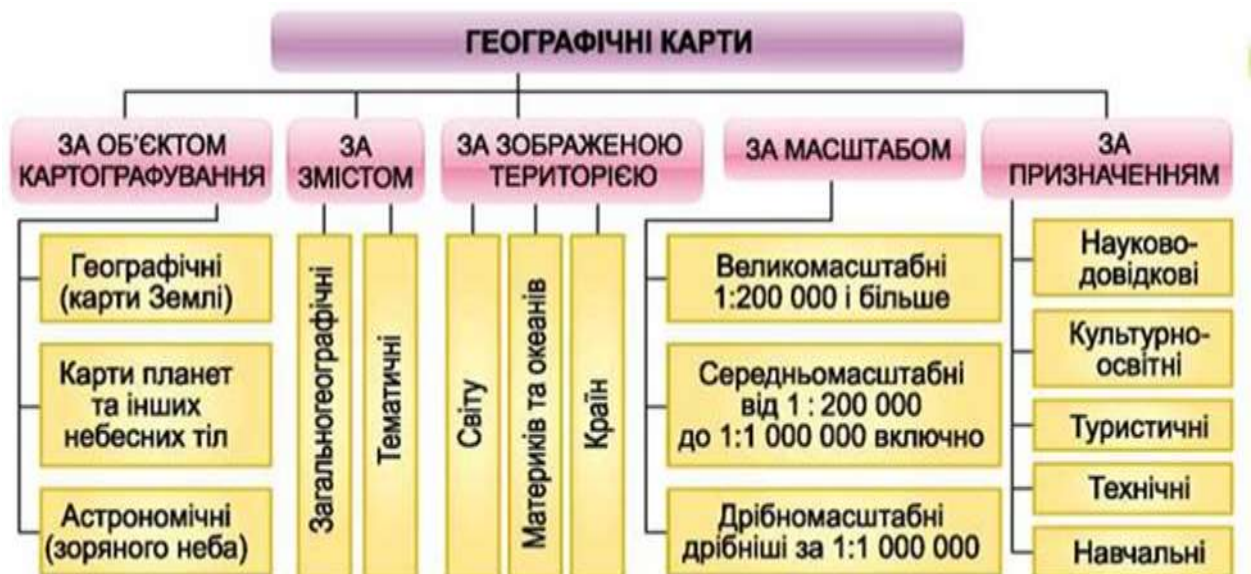 ГЕОГРАФІЧНІ КАРТИ
ЗА ОБ'ЄКТОМ
КАРТОГРАФУВАННЯ
Географічні
(карти Землі)
Карти планет
та інших
небесних тіл
Астрономічні
(зоряного неба)
ЗА
ЗМІСТОМ
Загальногеографічні
Тематичні
ЗА ЗОБРАЖЕНОЮ
ТЕРИТОРІЄЮ
Світу
Материків та океанів
Країн
ЗА МАСШТАБОМ
Великомасштабні
1:200 000 і більше
Середньомасштабні
від 1 : 200 000
до 1:1 000 000 включно
Дрібномасштабні
дрібніші за 1:1 000 000
ЗА
ПРИЗНАЧЕННЯМ
Науково-
довідкові
Культурно-
освітні
Туристичні
Технічні
Навчальні